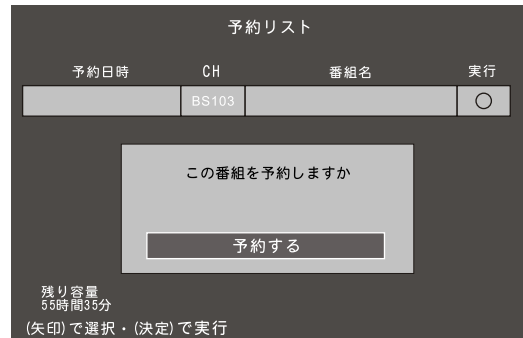 予約リスト
予約日時 CH 番組名 実行
BS103 ○
この番組を予約しますか
予約する
残り容量
55時間35分
(矢印)で選択・(決定)で実行